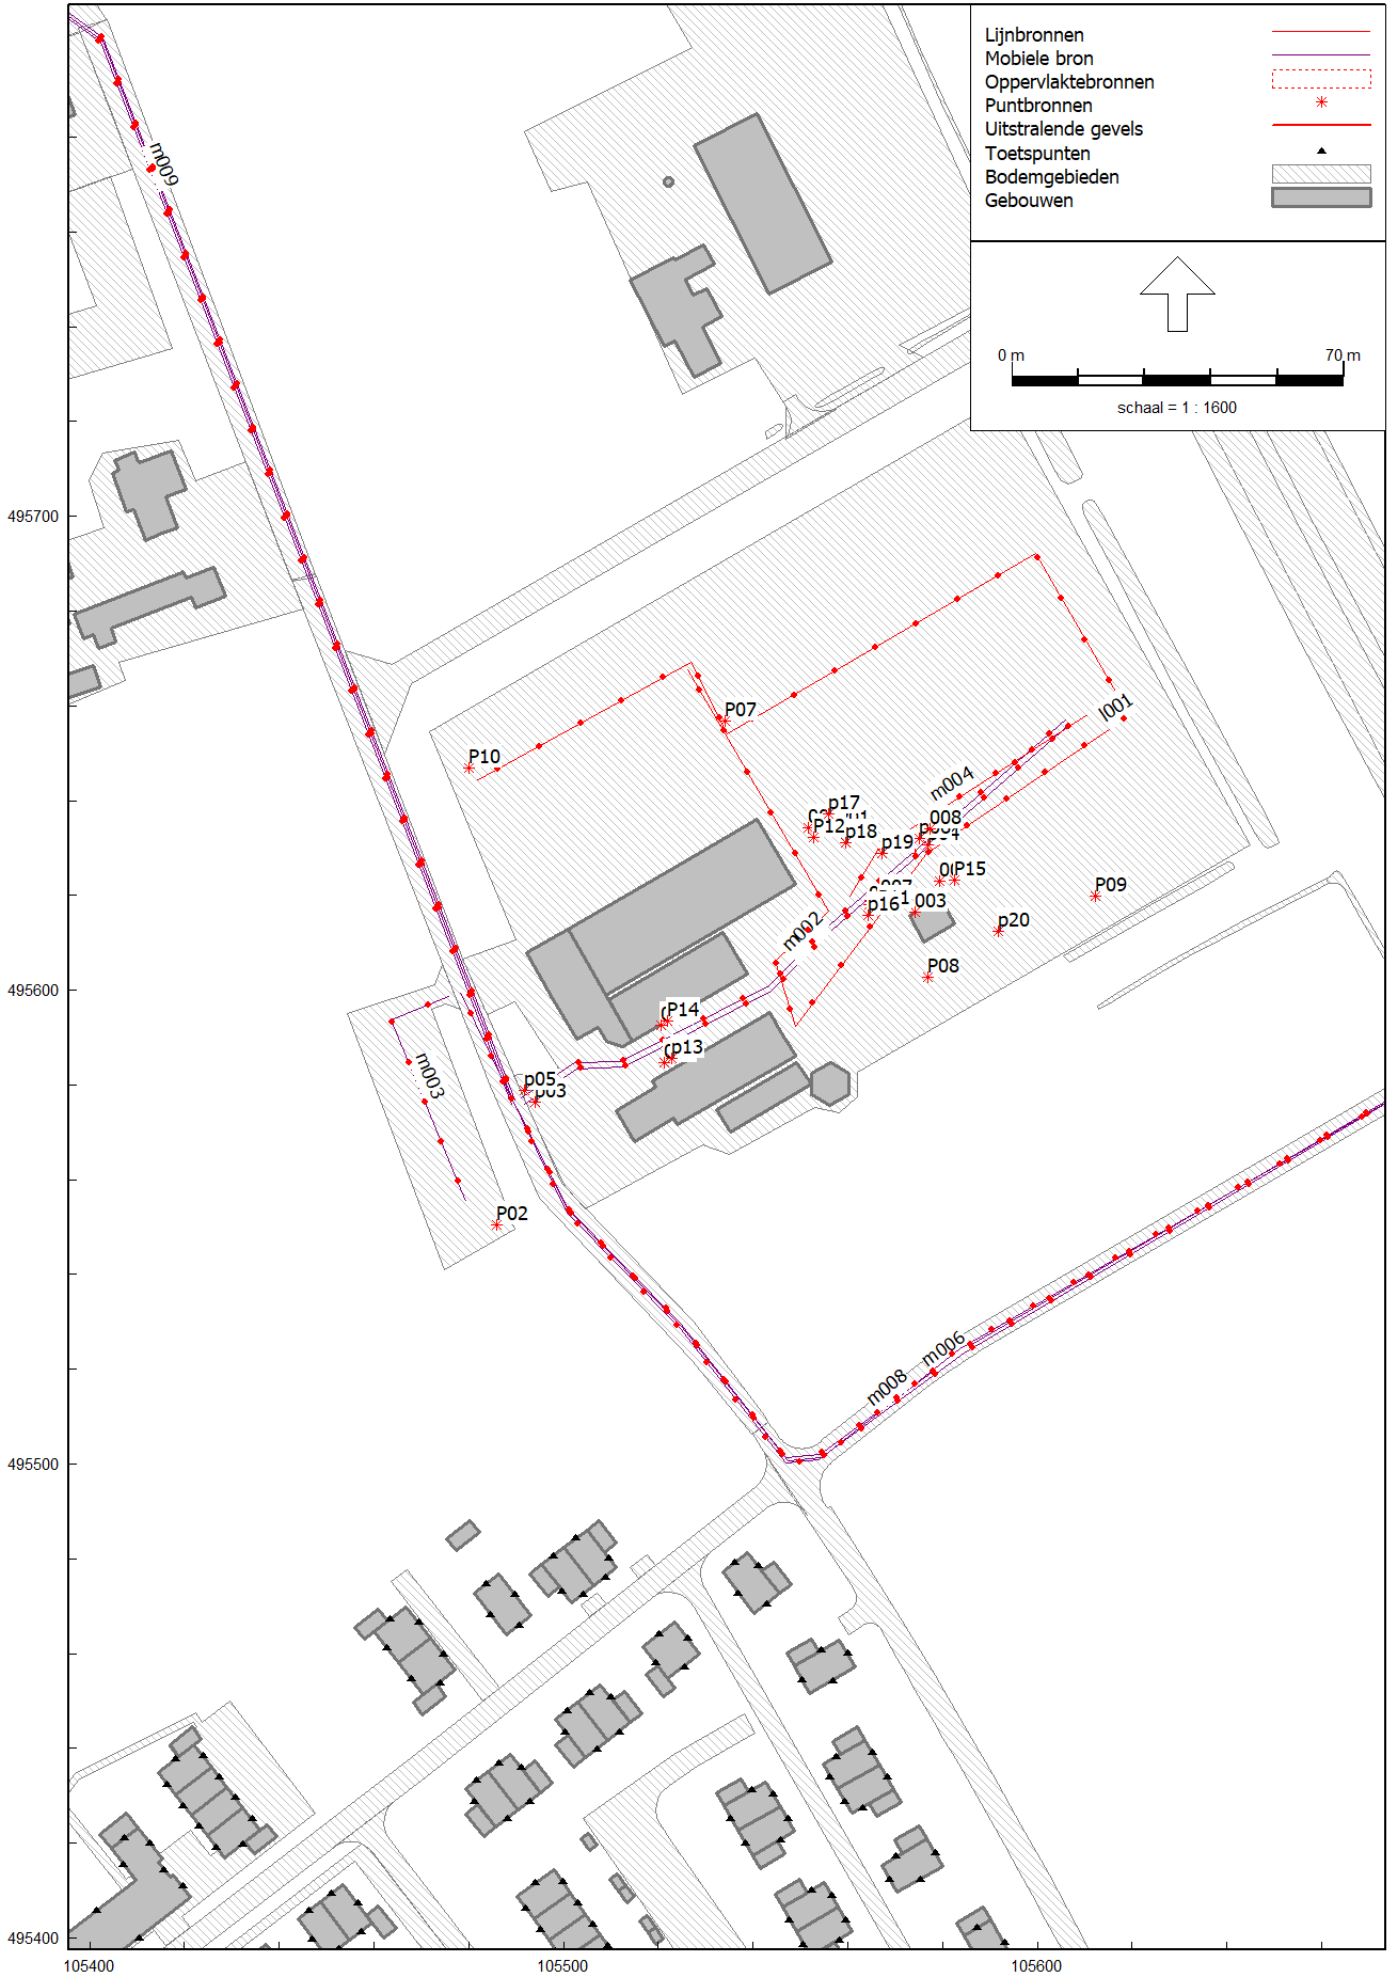 Lijnbronnen
Mobiele bron
Oppervlaktebronnen
Puntbronnen
Uitstralende gevels
Toetspunten
Bodemgebieden
Gebouwen
0 m
70 m
schaal = 1 : 1600
m009
495700
P07
l001
P10
m004
p17
008
P12
p18
p19
P15
P09
p16
003
p20
m002
P08
495600
P14
p13
m003
p05
P02
m006
m008
495500
495400
105400
105500
105600